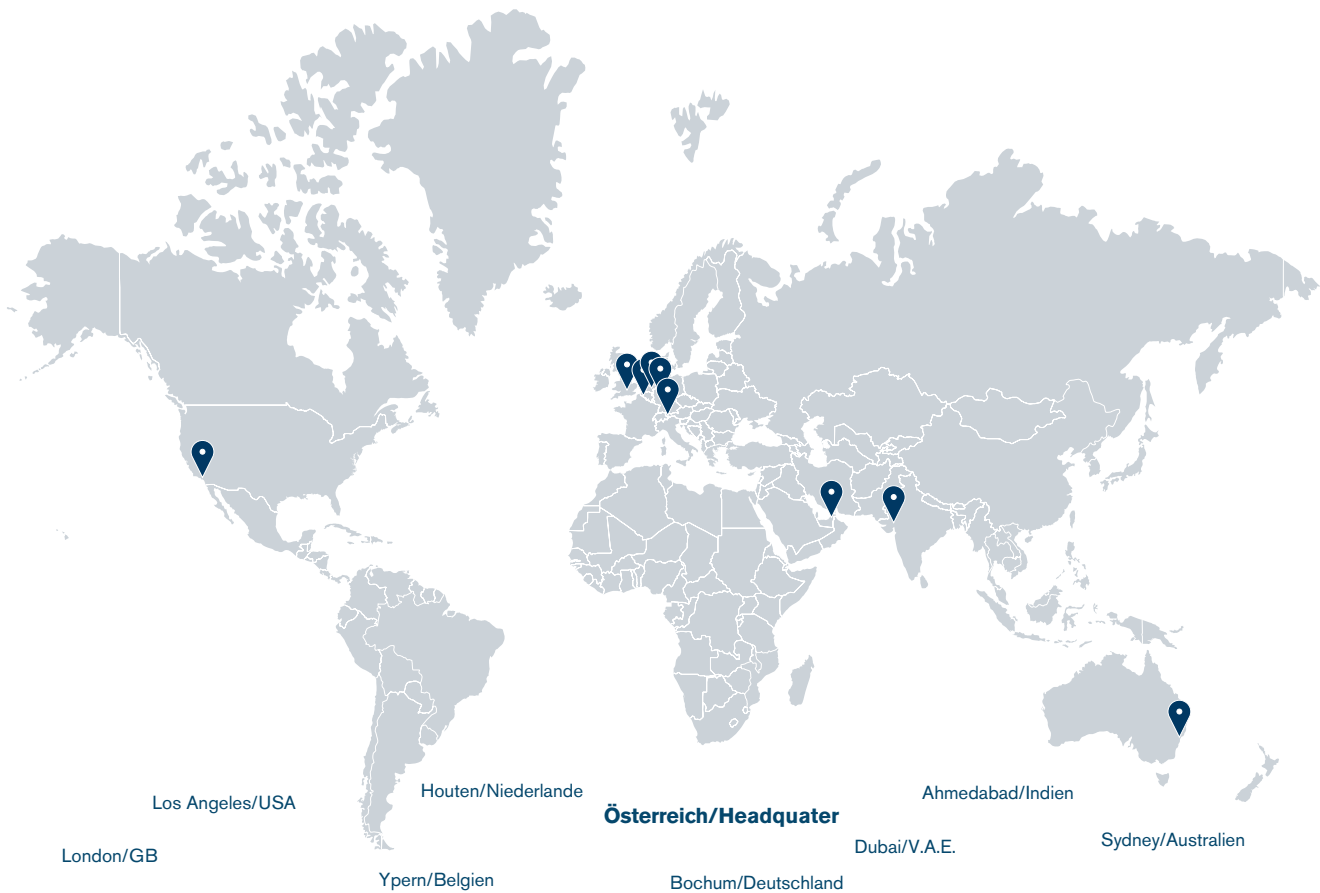 Houten/Niederlande
Ahmedabad/Indien
Los Angeles/USA
Österreich/Headquater
Sydney/Australien
Dubai/V.A.E.
London/GB
Ypern/Belgien
Bochum/Deutschland